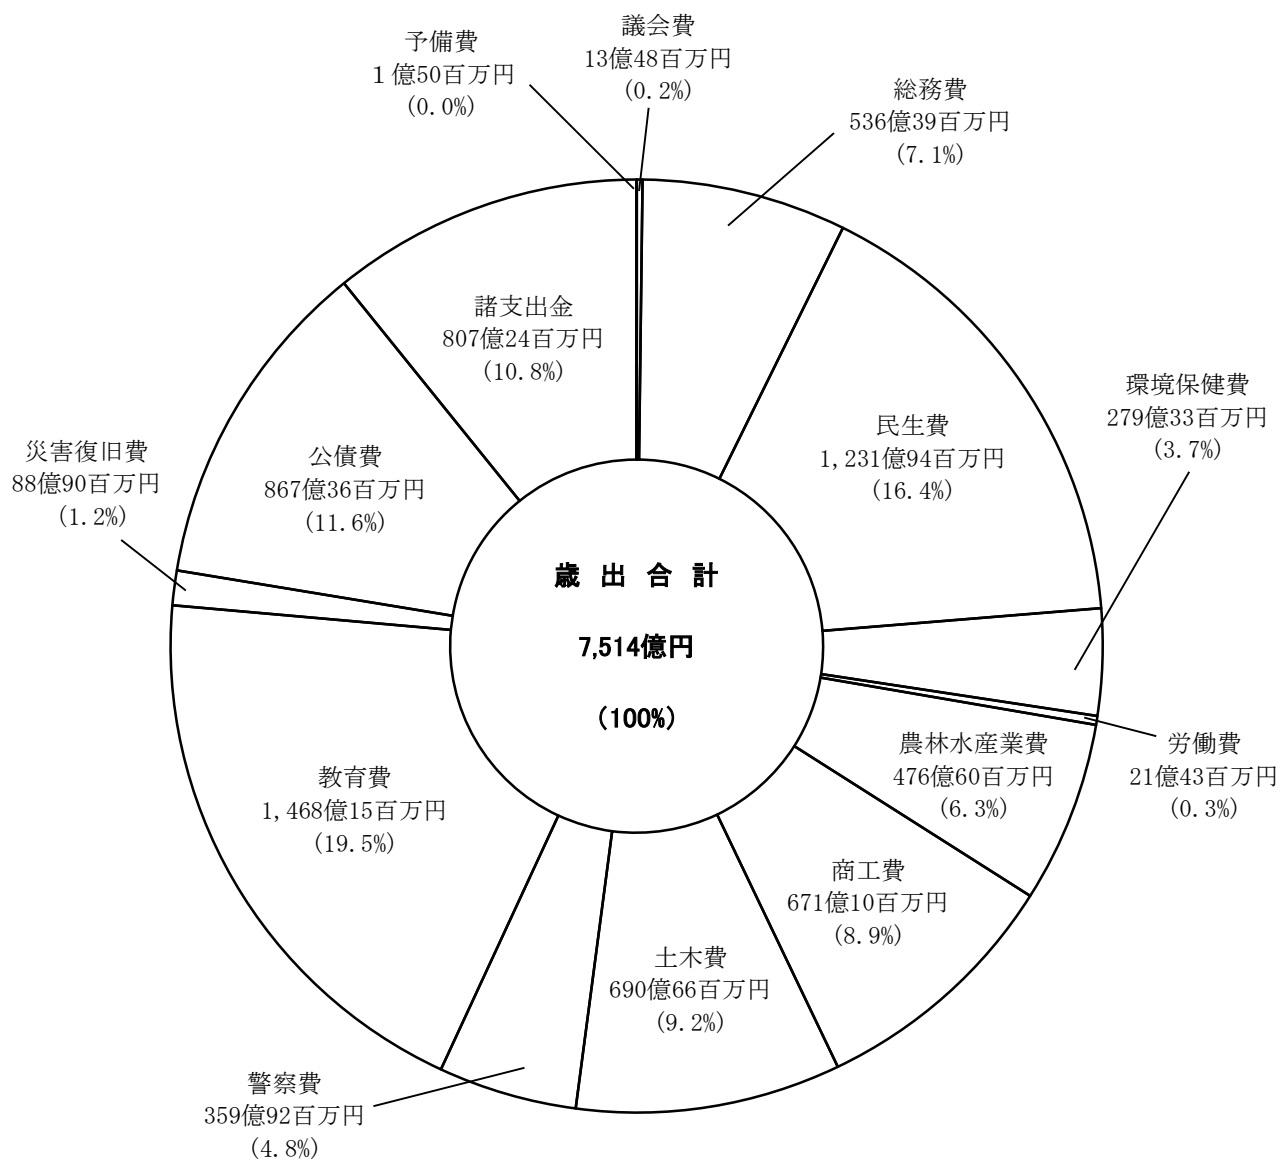 議会費
13億48百万円
(0.2%)
総務費
536億39百万円
(7.1%)
民生費
1,231億94百万円
(16.4%)
環境保健費
279億33百万円
(3.7%)
労働費
21億43百万円
(0.3%)
農林水産業費
476億60百万円
(6.3%)
商工費
671億10百万円
(8.9%)
土木費
690億66百万円
(9.2%)
警察費
359億92百万円
(4.8%)
教育費
1,468億15百万円
(19.5%)
災害復旧費
88億90百万円
(1.2%)
公債費
867億36百万円
(11.6%)
諸支出金
807億24百万円
(10.8%)
予備費
１億50百万円
(0.0%)
歳 出 合 計
7,514億円
(100%)